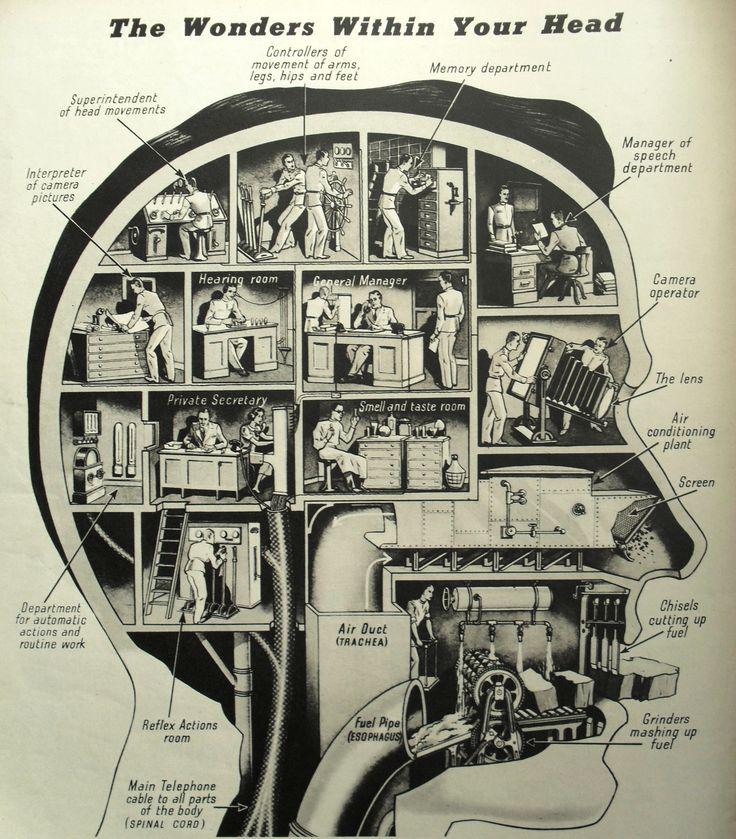 The Wonders Within Your Head
Controllers of
movement of arms,
legs, hips and feet
Memory department
Superintendent
of head movements
Manager of
speech
department
Interpreter
of camera
pictures
Hearing room
General Manager
Camera
operator
The lens
Private Secretary
Smell and taste room
Air
conditioning
plant
Screen
Department
for automatic
actions and
routine work
Air Duct
(TRACHEA)
Chisels
cutting up
fuel
Reflex Actions
room
Fuel Pipe
(ESOPHAGUS)
Grinders
mashing up
fuel
Main Telephone
cable to all parts
of the body
(SPINAL CORD)